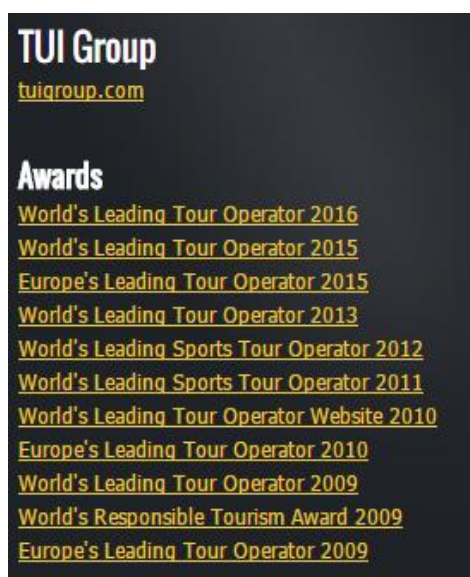 TUI Group
tuigroup.com
Awards
World's Leading Tour Operator 2016
World's Leading Tour Operator 2015
Europe's Leading Tour Operator 2015
World's Leading Tour Operator 2013
World's Leading Sports Tour Operator 2012
World's Leading Sports Tour Operator 2011
World's Leading Tour Operator Website 2010
Europe's Leading Tour Operator 2010
World's Leading Tour Operator 2009
World's Responsible Tourism Award 2009
Europe's Leading Tour Operator 2009